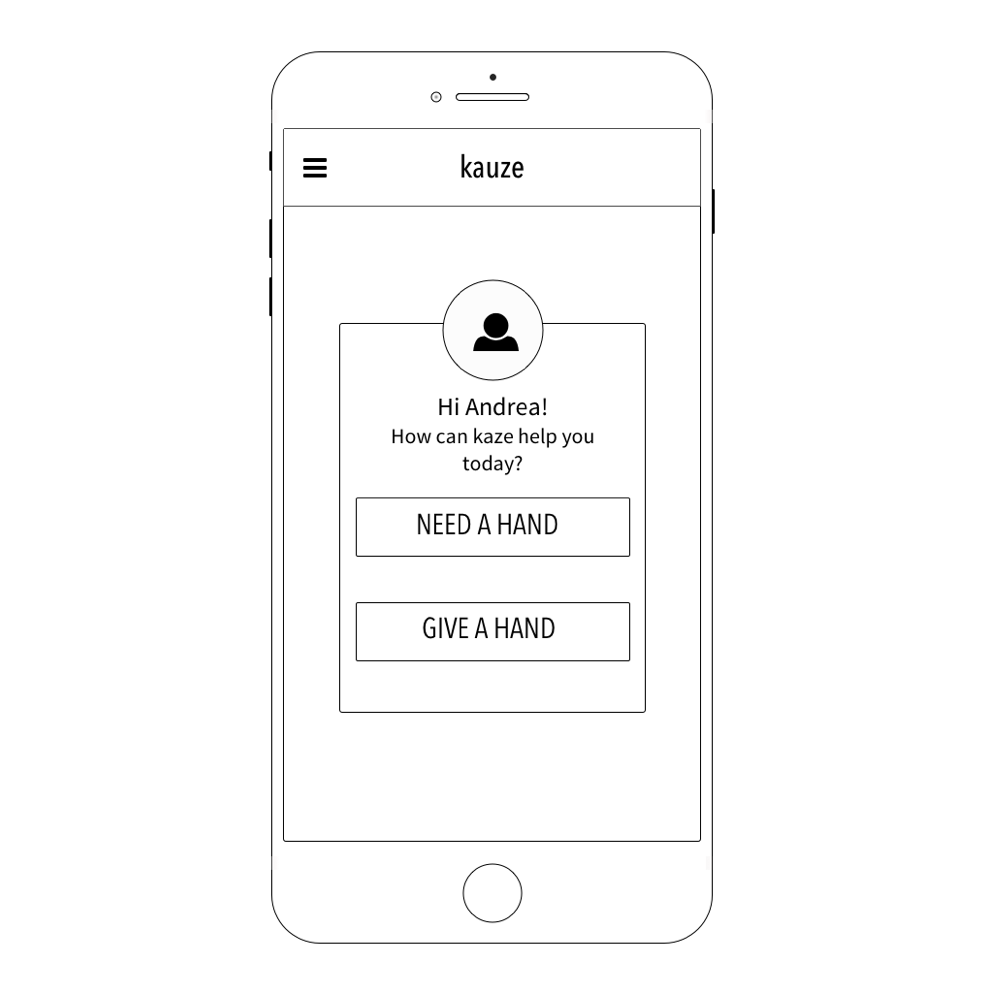 kauze
Hi Andrea!
How can kaze help you
today?
NEED A HAND
GIVE A HAND